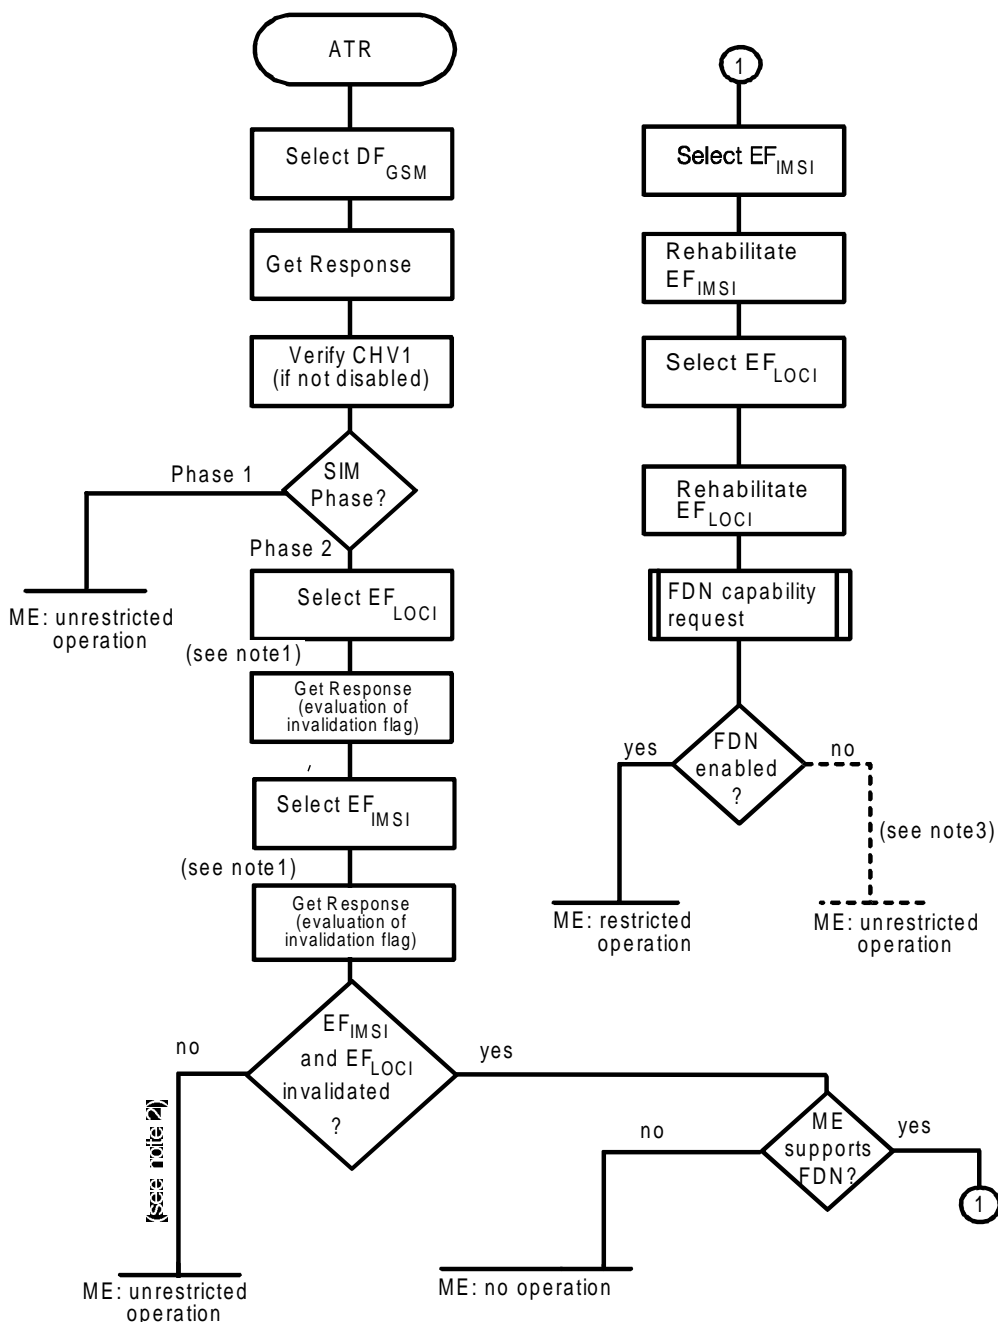 ATR
Select DF GSM
Get Response
Verify CHV1
(if not disabled)
SIM
Phase?
Phase 1
ME: unrestricted
operation
Phase 2
Select EF LOCI
(see note1)
Get Response
(evaluation of
invalidation flag)
,
Select EF IMSI
(see note1)
Get Response
(evaluation of
invalidation flag)
EF IMSI
and EF LOCI
invalidated
?
no
(see note 2)
ME: unrestricted
operation
yes
ME
supports
FDN?
no
ME: no operation
yes
1
1
Select EF IMSI
Rehabilitate
EF IMSI
Select EF LOCI
Rehabilitate
EF LOCI
FDN capability
request
FDN
enabled
?
yes
ME: restricted
operation
no
(see note3)
ME: unrestricted
operation